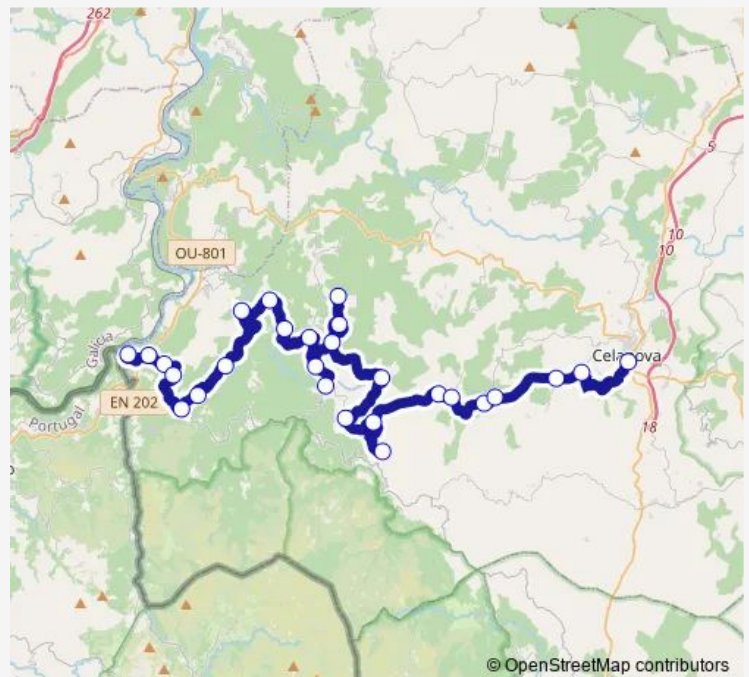 262
5
10
10
OU-801
Galicia
Celanova
EN 202
Portugal
18
o
© OpenStreetMap contributors